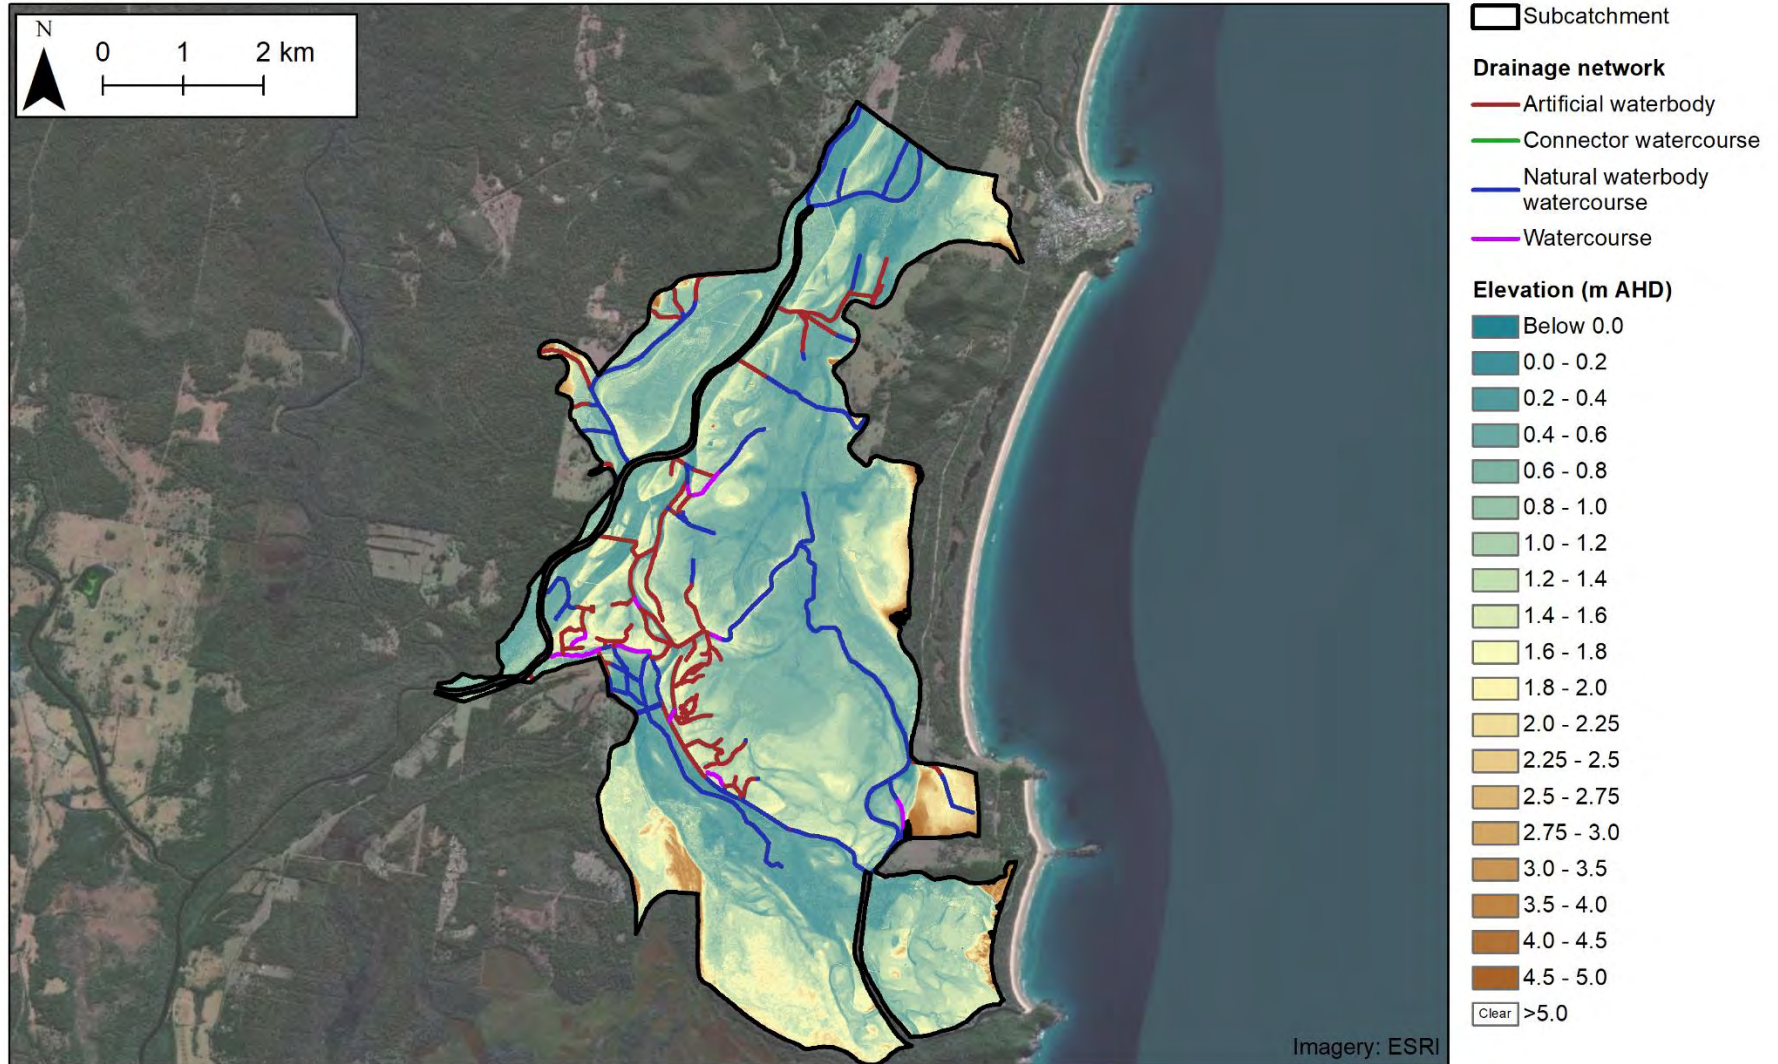 N
0 1 2 km
Subcatchment
Drainage network
Artificial waterbody
Connector watercourse
Natural waterbody
watercourse
Watercourse
Elevation (m AHD)
Below 0.0
0.0 - 0.2
0.2 - 0.4
0.4 - 0.6
0.6 - 0.8
0.8 - 1.0
1.0 - 1.2
1.2 - 1.4
1.4 - 1.6
1.6 - 1.8
1.8 - 2.0
2.0 - 2.25
2.25 - 2.5
2.5 - 2.75
2.75 - 3.0
3.0 - 3.5
3.5 - 4.0
4.0 - 4.5
4.5 - 5.0
Clear >5.0
Imagery: ESRI